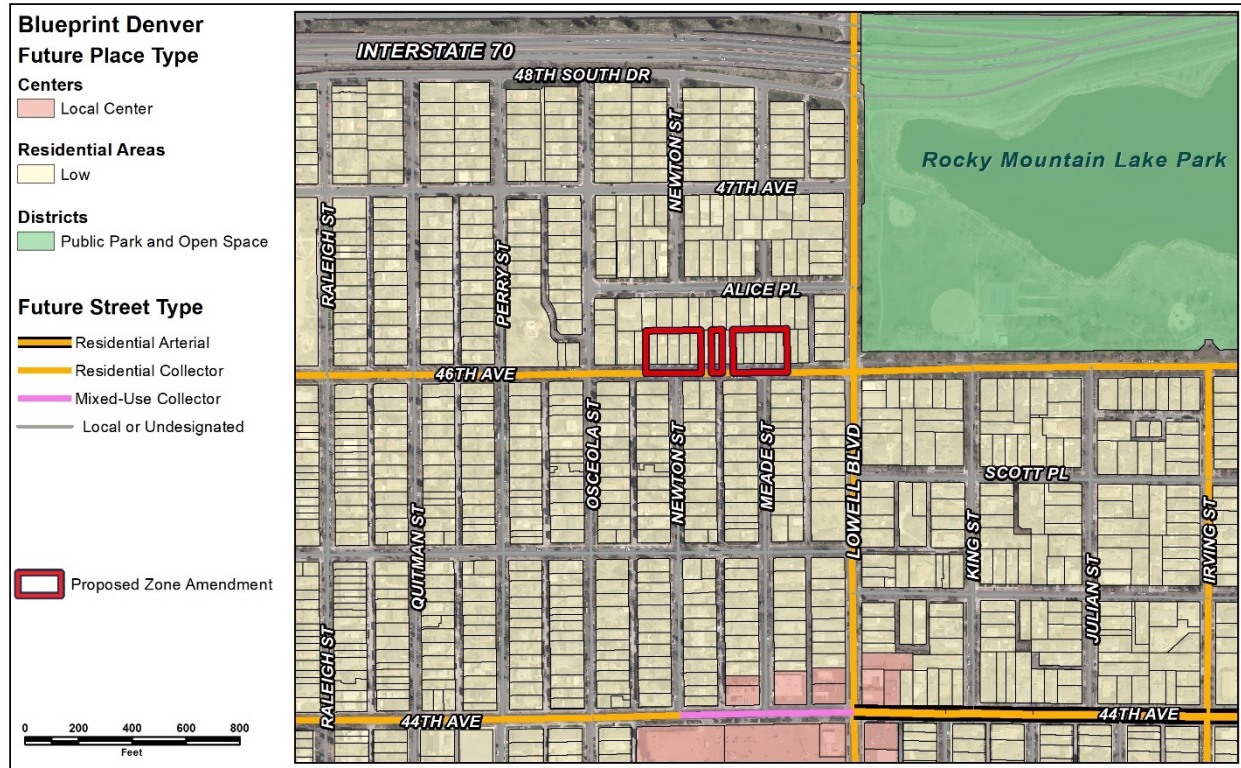 Blueprint Denver
Future Place Type
Centers
Local Center
Residential Areas
Low
Districts
Public Park and Open Space
Future Street Type
Residential Arterial
Residential Collector
Mixed-Use Collector
Local or Undesignated
Proposed Zone Amendment
0 200 400 600 800
Feet
INTERSTATE 70
48TH SOUTH DR
NEWTON ST
47TH AVE
Rocky Mountain Lake Park
RALEIGH ST
PERRY ST
ALICE PL
46TH AVE
OSCEOLA ST
NEWTON ST
MEADE ST
LOWELL BLVD
SCOTT PL
QUITMAN ST
KING ST
JULIAN ST
IRVING ST
RALEIGH ST
44TH AVE
44TH AVE